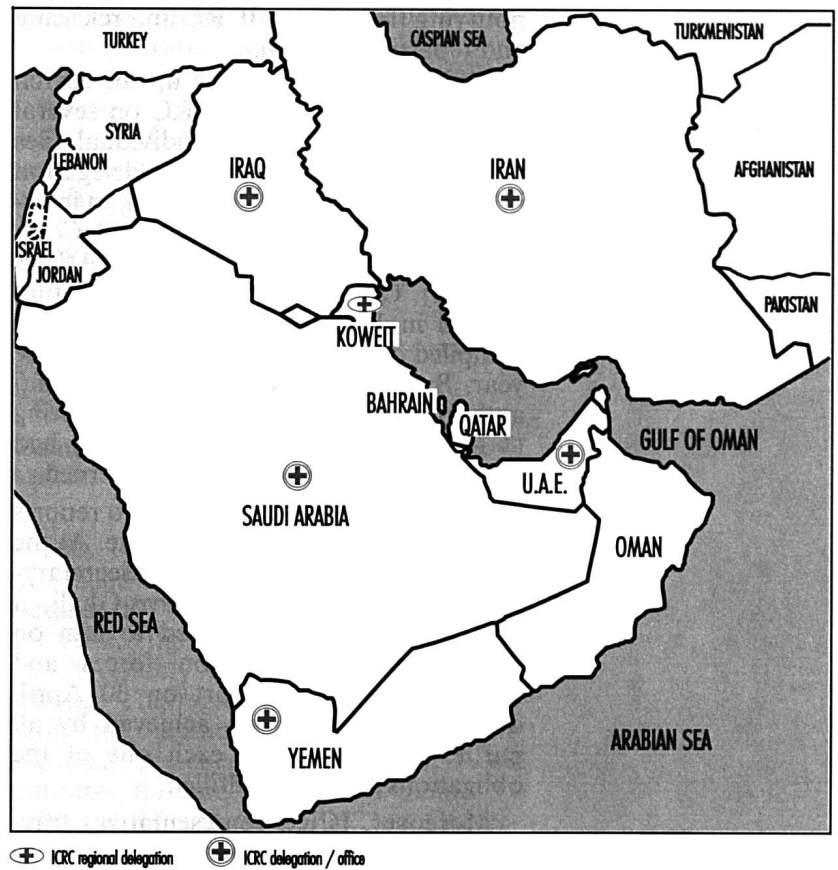 TURKEY
CASPIAN SEA
TURKMENISTAN
SYRIA
LEBANON
IRAQ
IRAN
AFGHANISTAN
ISRAEL
JORDAN
PAKISTAN
KOWEIT
BAHRAIN
QATAR
GULF OF OMAN
U.A.E.
SAUDI ARABIA
OMAN
RED SEA
YEMEN
ARABIAN SEA
ICRC regional delegation
ICRC delegation / office